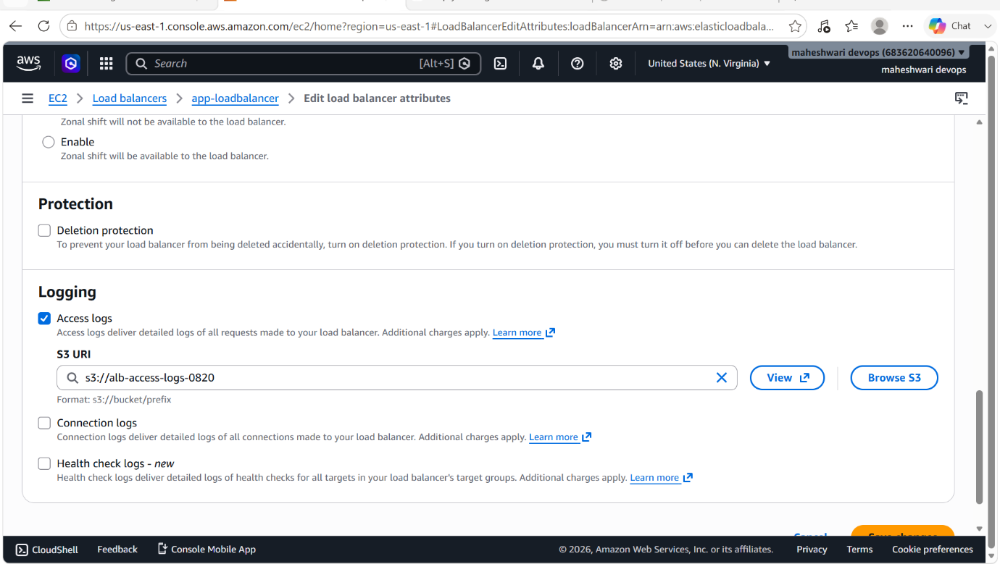 https://us-east-1.console.aws.amazon.com/ec2/home?region=us-east-1#LoadBalancerEditAttributes:loadBalancerArn=arn:aws:elasticloadbala...
Chat
aws
Search
[Alt+S]
United States (N. Virginia)
maheshwari devops (683620640096)
maheshwari devops
EC2
Load balancers
app-loadbalancer
Edit load balancer attributes
Zonal shift will not be available to the load balancer.
Enable
Zonal shift will be available to the load balancer.
Protection
Deletion protection
To prevent your load balancer from being deleted accidentally, turn on deletion protection. If you turn on deletion protection, you must turn it off before you can delete the load balancer.
Logging
Access logs
Access logs deliver detailed logs of all requests made to your load balancer. Additional charges apply. Learn more
S3 URI
s3://alb-access-logs-0820
View
Browse S3
Format: s3://bucket/prefix
Connection logs
Connection logs deliver detailed logs of all connections made to your load balancer. Additional charges apply. Learn more
Health check logs - new
Health check logs deliver detailed logs of health checks for all targets in your load balancer's target groups. Additional charges apply. Learn more
Cancel
Save changes
CloudShell
Feedback
Console Mobile App
© 2026, Amazon Web Services, Inc. or its affiliates.
Privacy
Terms
Cookie preferences